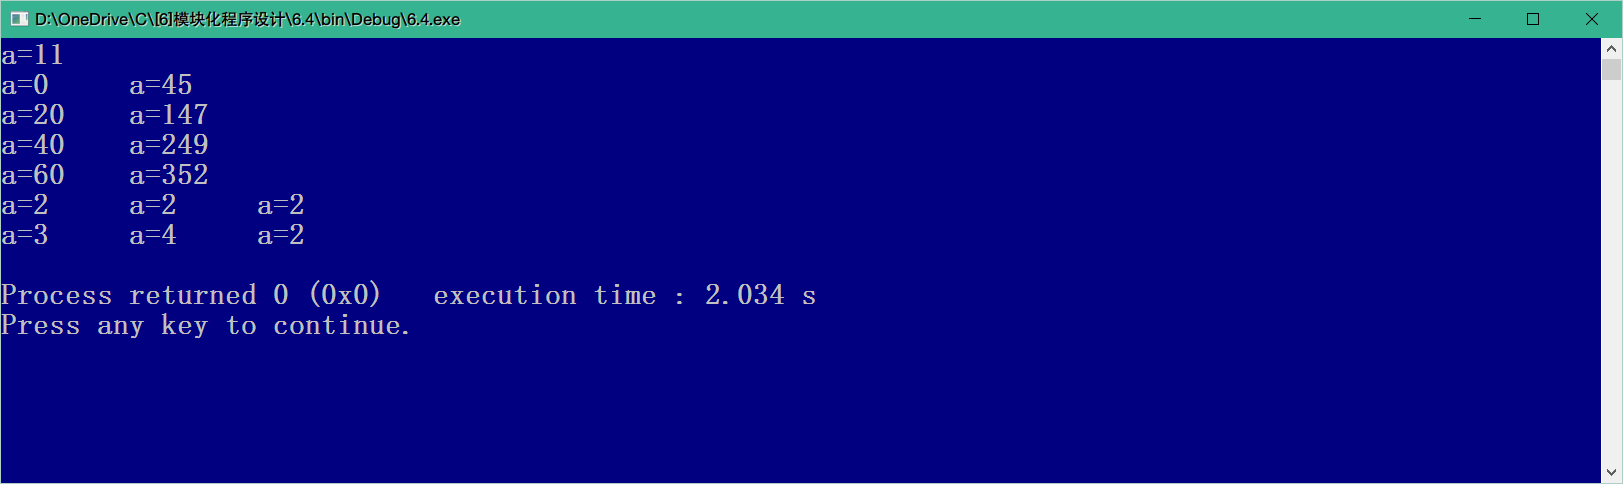 D:\OneDrive\C\[6]模块化程序设计\6.4\bin\Debug\6.4.exe
a=11
a=0 a=45
a=20 a=147
a=40 a=249
a=60 a=352
a=2 a=2 a=2
a=3 a=4 a=2
Process returned 0 (0x0) execution time : 2.034 s
Press any key to continue.